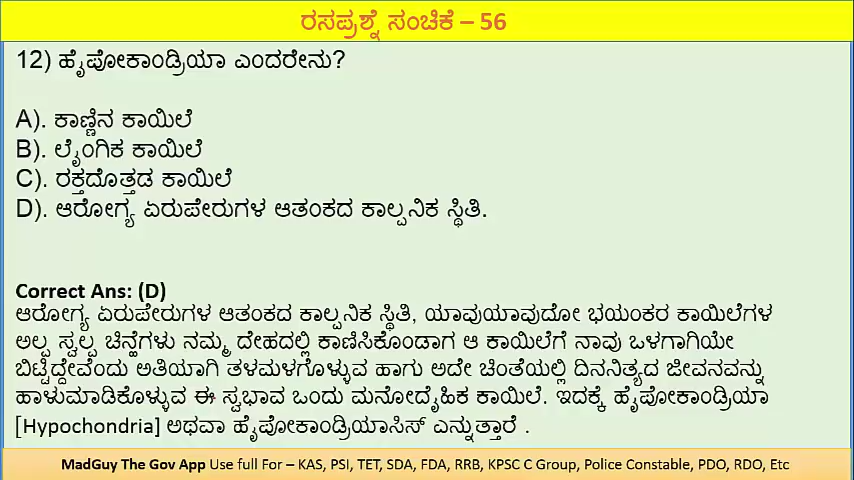 ರಸಪ್ರಶ್ನೆ ಸಂಚಿಕೆ – 56
12) ಹೈಪೋಕಾಂಡ್ರಿಯಾ ಎಂದರೇನು?
A). ಕಾಣ್ಣಿನ ಕಾಯಿಲೆ
B). ಲೈಂಗಿಕ ಕಾಯಿಲೆ
C). ರಕ್ತದೊತ್ತಡ ಕಾಯಿಲೆ
D). ಆರೋಗ್ಯ ಏರುಪೇರುಗಳ ಆತಂಕದ ಕಾಲ್ಪನಿಕ ಸ್ಥಿತಿ.
Correct Ans: (D)
ಆರೋಗ್ಯ ಏರುಪೇರುಗಳ ಆತಂಕದ ಕಾಲ್ಪನಿಕ ಸ್ಥಿತಿ, ಯಾವುಯಾವುದೋ ಭಯಂಕರ ಕಾಯಿಲೆಗಳ
ಅಲ್ಪ ಸ್ವಲ್ಪ ಚಿನ್ಹೆಗಳು ನಮ್ಮ ದೇಹದಲ್ಲಿ ಕಾಣಿಸಿಕೊಂಡಾಗ ಆ ಕಾಯಿಲೆಗೆ ನಾವು ಒಳಗಾಗಿಯೇ
ಬಿಟ್ಟಿದ್ದೇವೆಂದು ಅತಿಯಾಗಿ ತಳಮಳಗೊಳ್ಳುವ ಹಾಗು ಅದೇ ಚಿಂತೆಯಲ್ಲಿ ದಿನನಿತ್ಯದ ಜೀವನವನ್ನು
ಹಾಳುಮಾಡಿಕೊಳ್ಳುವ ಈ ಸ್ವಭಾವ ಒಂದು ಮನೋದೈಹಿಕ ಕಾಯಿಲೆ. ಇದಕ್ಕೆ ಹೈಪೋಕಾಂಡ್ರಿಯಾ
[Hypochondria] ಅಥವಾ ಹೈಪೋಕಾಂಡ್ರಿಯಾಸಿಸ್ ಎನ್ನುತ್ತಾರೆ .
MadGuy The Gov App Use full For – KAS, PSI, TET, SDA, FDA, RRB, KPSC C Group, Police Constable, PDO, RDO, Etc